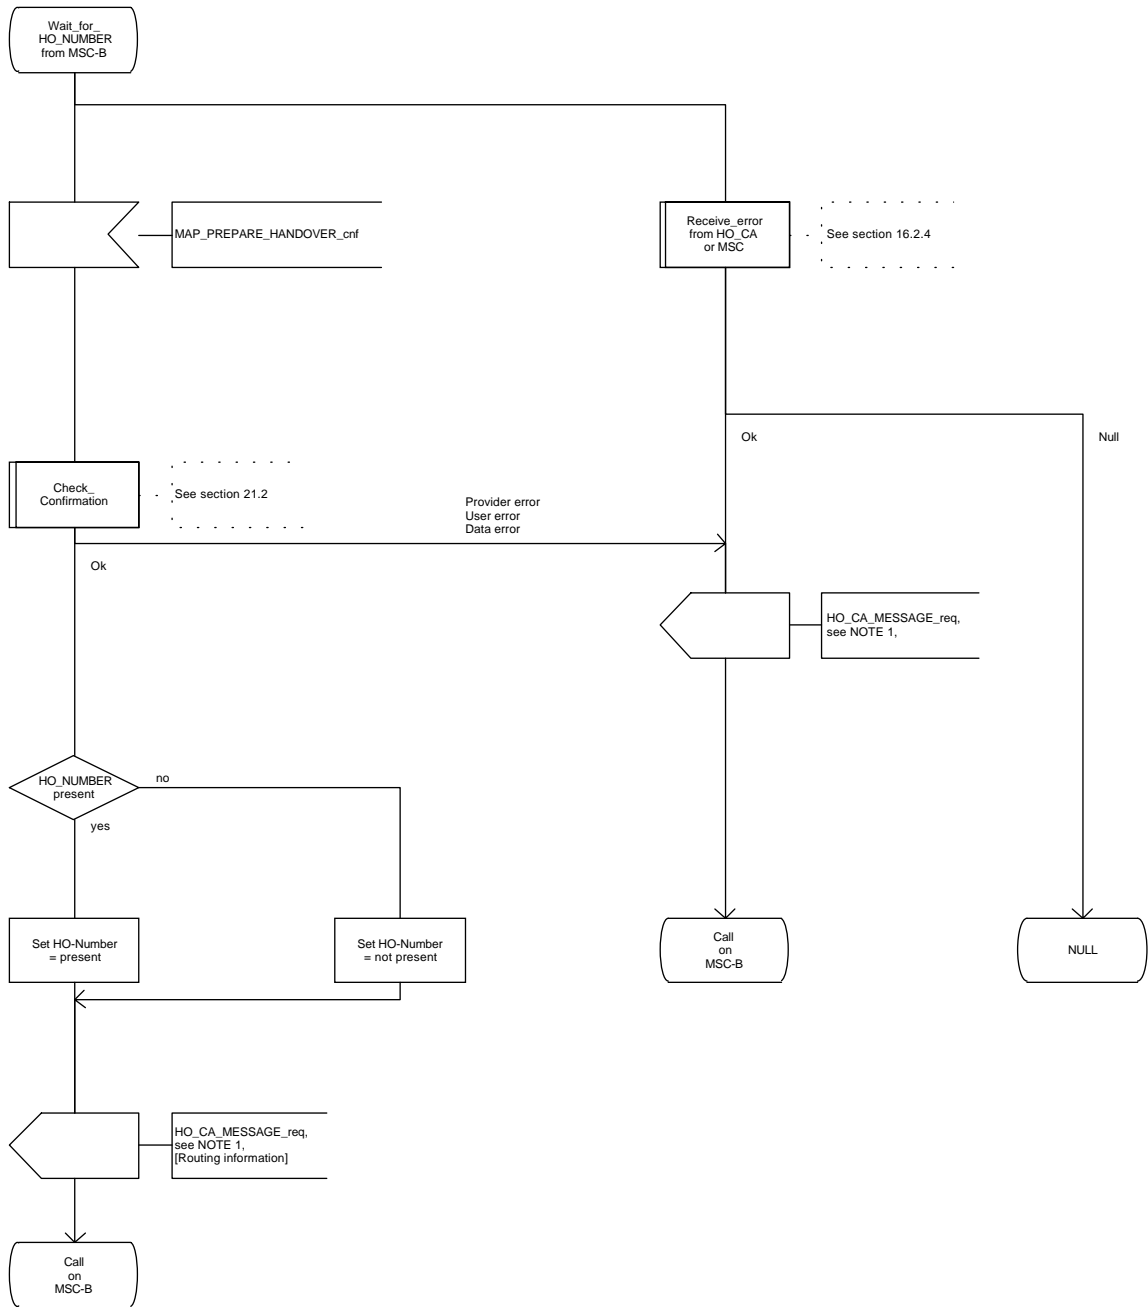 Wait_for_
HO_NUMBER
from MSC-B
MAP_PREPARE_HANDOVER_cnf
Receive_error
from HO_CA
or MSC
See section 16.2.4
Ok
Null
Check_
Confirmation
See section 21.2
Provider error
User error
Data error
Ok
HO_CA_MESSAGE_req,
see NOTE 1,
HO_NUMBER
present
no
yes
Set HO-Number
= present
Set HO-Number
= not present
Call
on
MSC-B
NULL
HO_CA_MESSAGE_req,
see NOTE 1,
[Routing information]
Call
on
MSC-B